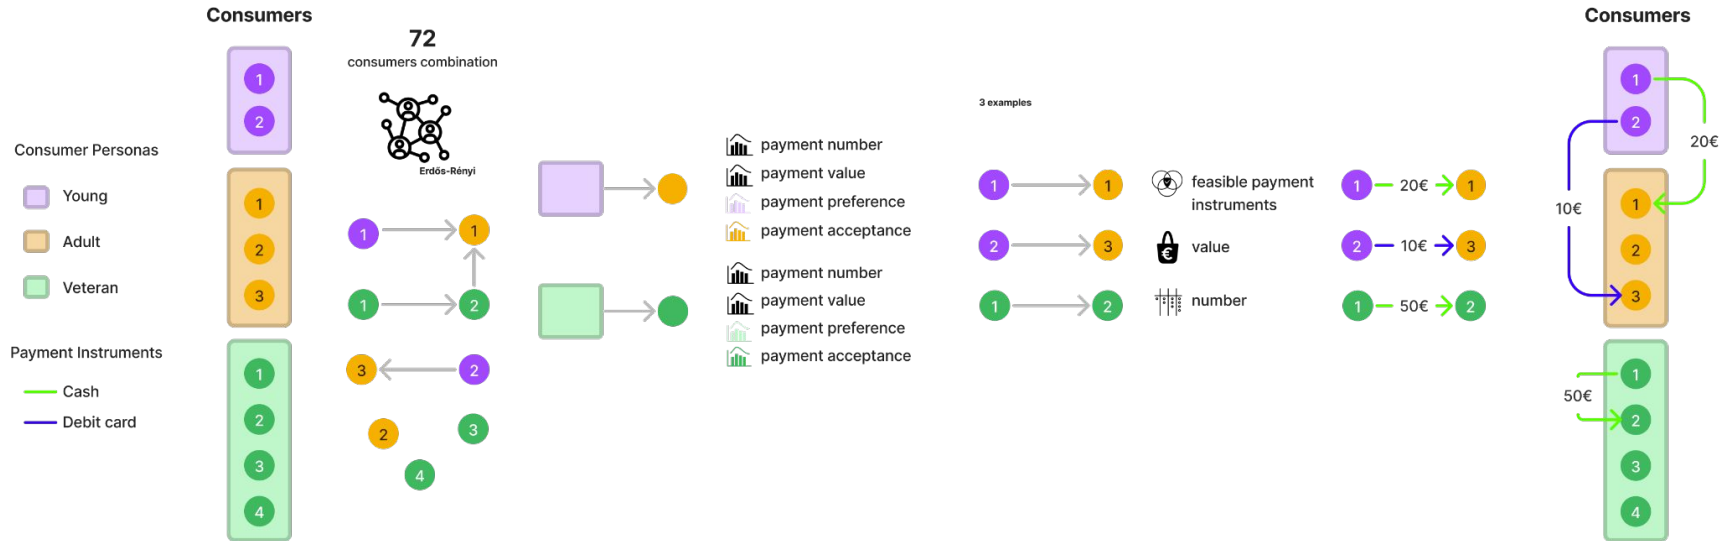 Consumers
1
2
1
2
3
1
2
3
4
Consumer Personas
Young
Adult
Veteran
Payment Instruments
Cash
Debit card
72
consumers combination
Erdős-Rényi
1
1
1
2
3
2
2
3
4
payment number
payment value
payment preference
payment acceptance
payment number
payment value
payment preference
payment acceptance
3 examples
1
1
2
3
1
2
feasible payment
instruments
€
value
number
1 20€ 1
2 10€ 3
1 50€ 2
Consumers
1
2
20€
10€
1
2
3
50€
1
2
3
4